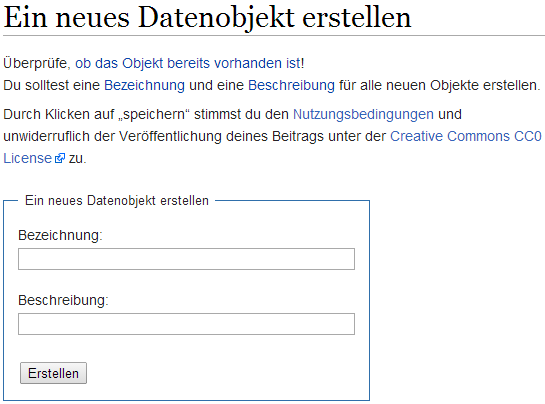 Ein neues Datenobjekt erstellen
Überprüfe, ob das Objekt bereits vorhanden ist!
Du solltest eine Bezeichnung und eine Beschreibung für alle neuen Objekte erstellen.
Durch Klicken auf „speichern“ stimmst du den Nutzungsbedingungen und
unwiderruflich der Veröffentlichung deines Beitrags unter der Creative Commons CC0
License zu.
Ein neues Datenobjekt erstellen
Bezeichnung:
Beschreibung:
Erstellen